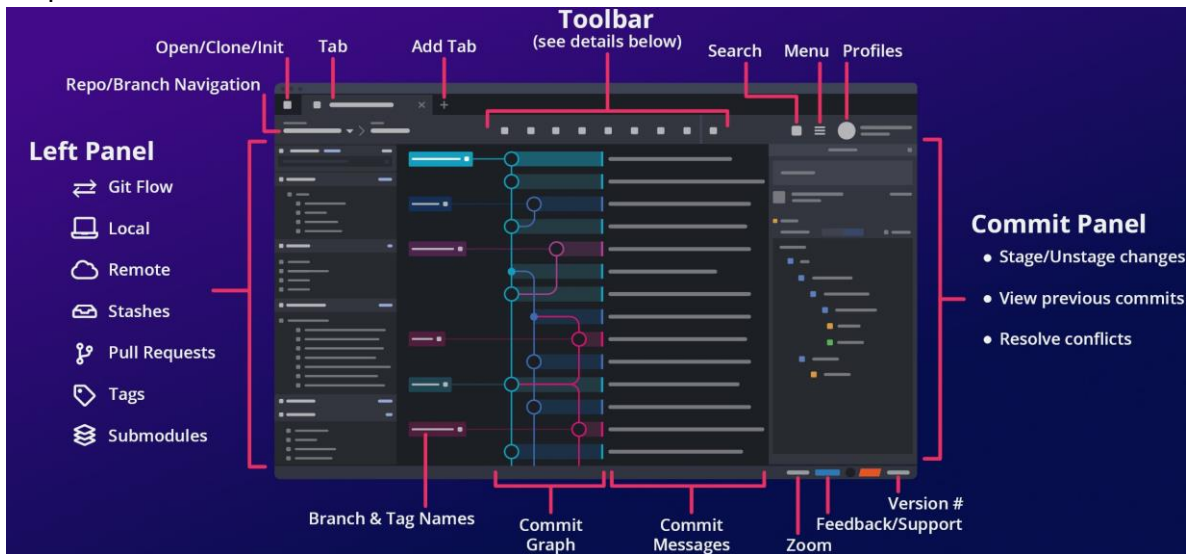 Toolbar
(see details below)
Open/Clone/Init
Tab
Add Tab
Search
Menu
Profiles
Repo/Branch Navigation
Left Panel
Git Flow
Local
Remote
Stashes
Pull Requests
Tags
Submodules
Commit Panel
• Stage/Unstage changes
• View previous commits
• Resolve conflicts
Branch & Tag Names
Commit
Graph
Commit
Messages
Zoom
Feedback/Support
Version #